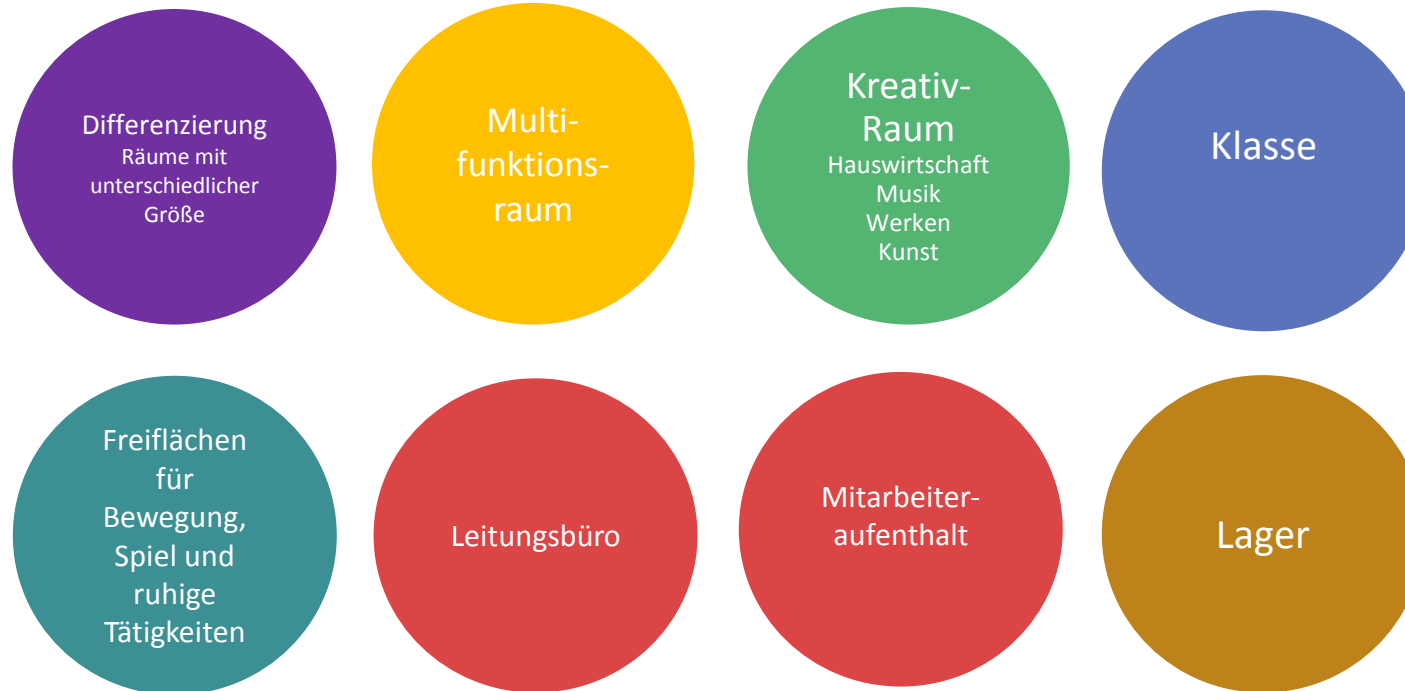 Differenzierung
Räume mit
unterschiedlicher
Größe
Multi-
funktions-
raum
Kreativ-
Raum
Hauswirtschaft
Musik
Werken
Kunst
Klasse
Freiflächen
für
Bewegung,
Spiel und
ruhige
Tätigkeiten
Leitungsbüro
Mitarbeiter-
aufenthalt
Lager